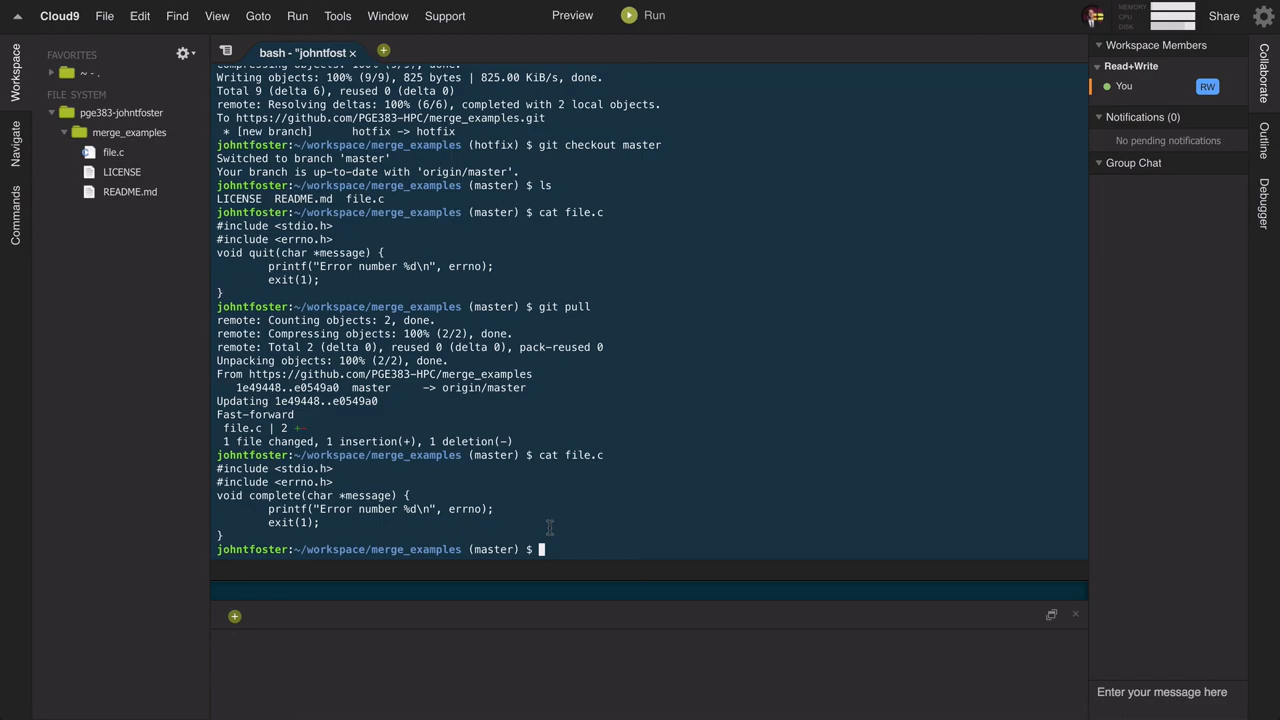 Cloud9 File Edit Find View Goto Run Tools Window Support Preview Run MEMORY CPU DISK Share
Workspace
Navigate
Commands
FAVORITES
~ - .
FILE SYSTEM
pge383-johntfoster
merge_examples
file.c
LICENSE
README.md
bash - "johntfost ×
Writing objects: 100% (9/9), 825 bytes | 825.00 KiB/s, done.
Total 9 (delta 6), reused 0 (delta 0)
remote: Resolving deltas: 100% (6/6), completed with 2 local objects.
To https://github.com/PGE383-HPC/merge_examples.git
* [new branch]      hotfix -> hotfix
johntfoster:~/workspace/merge_examples (hotfix) $ git checkout master
Switched to branch 'master'
Your branch is up-to-date with 'origin/master'.
johntfoster:~/workspace/merge_examples (master) $ ls
LICENSE  README.md  file.c
johntfoster:~/workspace/merge_examples (master) $ cat file.c
#include <stdio.h>
#include <errno.h>
void quit(char *message) {
printf("Error number %d\n", errno);
exit(1);
}
johntfoster:~/workspace/merge_examples (master) $ git pull
remote: Counting objects: 2, done.
remote: Compressing objects: 100% (2/2), done.
remote: Total 2 (delta 0), reused 0 (delta 0), pack-reused 0
Unpacking objects: 100% (2/2), done.
From https://github.com/PGE383-HPC/merge_examples
1e49448..e0549a0  master     -> origin/master
Updating 1e49448..e0549a0
Fast-forward
file.c | 2 +-
1 file changed, 1 insertion(+), 1 deletion(-)
johntfoster:~/workspace/merge_examples (master) $ cat file.c
#include <stdio.h>
#include <errno.h>
void complete(char *message) {
printf("Error number %d\n", errno);
exit(1);
}
johntfoster:~/workspace/merge_examples (master) $
Workspace Members
Read+Write
You RW
Notifications (0)
No pending notifications
Group Chat
Enter your message here
Collaborate
Outline
Debugger